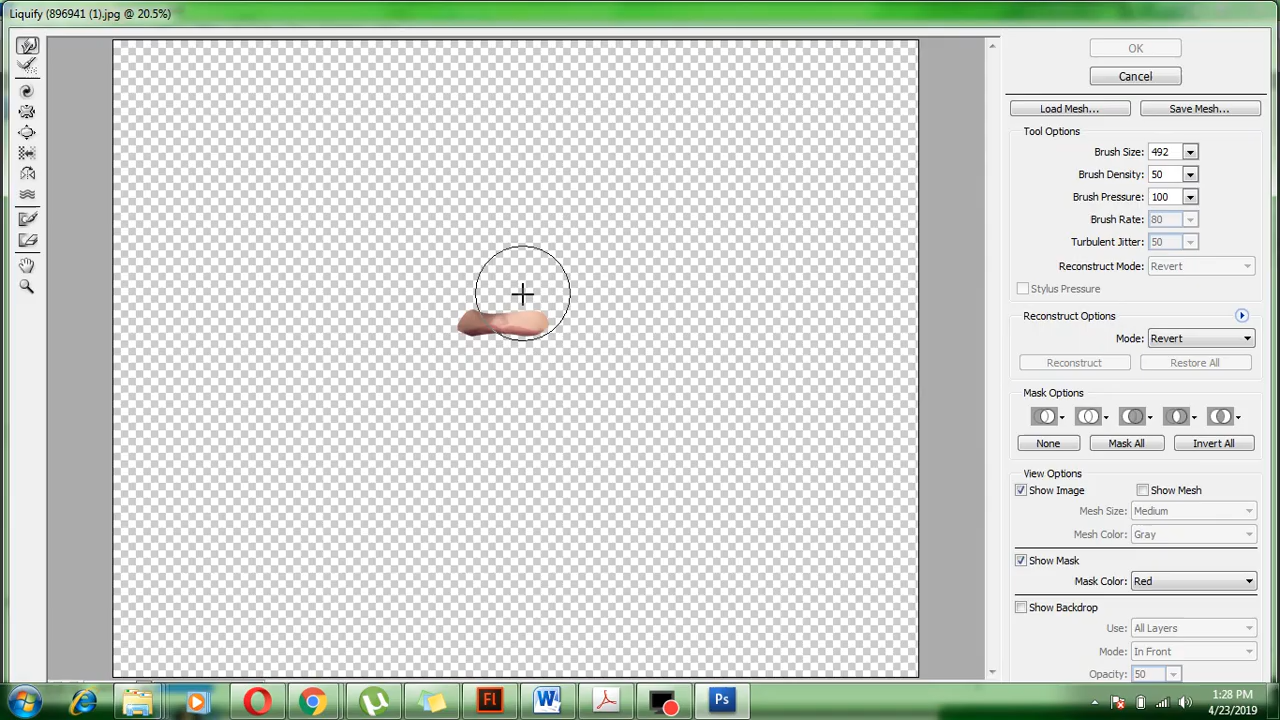 Liquify (896941 (1).jpg @ 20.5%)
OK
Cancel
Load Mesh...
Save Mesh...
Tool Options
Brush Size: 492
Brush Density: 50
Brush Pressure: 100
Brush Rate: 80
Turbulent Jitter: 50
Reconstruct Mode: Revert
Stylus Pressure
Reconstruct Options
Mode: Revert
Reconstruct
Restore All
Mask Options
None
Mask All
Invert All
View Options
Show Image
Show Mesh
Mesh Size: Medium
Mesh Color: Gray
Show Mask
Mask Color: Red
Show Backdrop
Use: All Layers
Mode: In Front
Opacity: 50
Fl
W
Ps
1:28 PM
4/23/2019